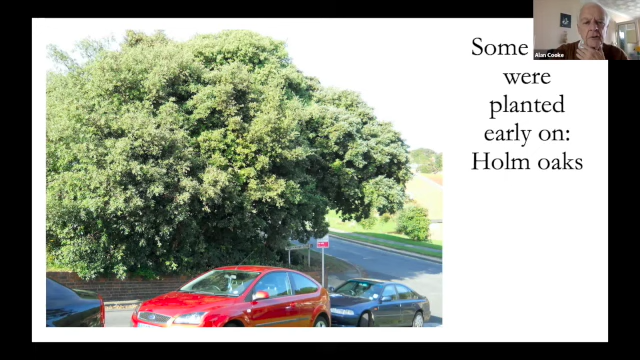 Some
were
planted
early on:
Holm oaks
Alan Cooke